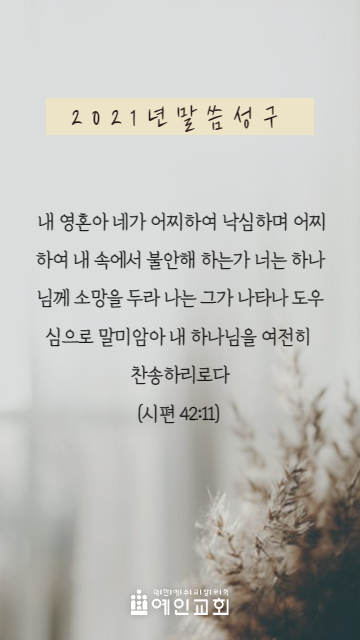 2021년말씀성구
내 영혼아 네가 어찌하여 낙심하며 어찌
하여 내 속에서 불안해 하는가 너는 하나
님께 소망을 두라 나는 그가 나타나 도우
심으로 말미암아 내 하나님을 여전히
찬송하리로다
(시편 42:11)
예인교회